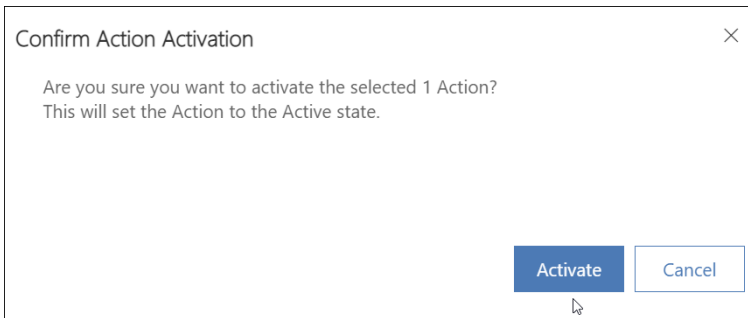 Confirm Action Activation
Are you sure you want to activate the selected 1 Action?
This will set the Action to the Active state.
Activate
Cancel